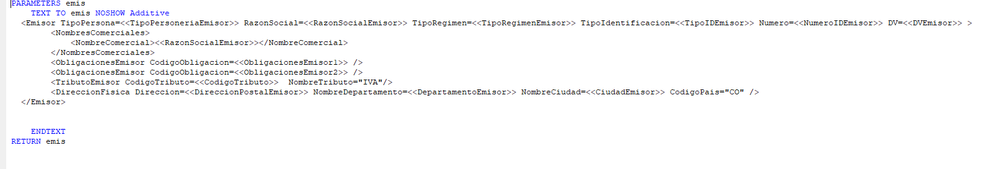 PARAMETERS emis
TEXT TO emis NOSHOW Additive
<Emisor TipoPersona=<<TipoPersoneriaEmisor>> RazonSocial=<<RazonSocialEmisor>> TipoRegimen=<<TipoRegimenEmisor>> TipoIdentificacion=<<TipoIDEmisor>> Numero=<<NumeroIDEmisor>> DV=<<DVEmisor>> >
<NombresComerciales>
<NombreComercial><<RazonSocialEmisor>></NombreComercial>
</NombresComerciales>
<ObligacionesEmisor CodigoObligacion=<<ObligacionesEmisor1>> />
<ObligacionesEmisor CodigoObligacion=<<ObligacionesEmisor2>> />
<TributoEmisor CodigoTributo=<<CodigoTributo>>  NombreTributo="IVA"/>
<DireccionFisica Direccion=<<DireccionPostalEmisor>> NombreDepartamento=<<DepartamentoEmisor>> NombreCiudad=<<CiudadEmisor>> CodigoPais="CO" />
</Emisor>
ENDTEXT
RETURN emis